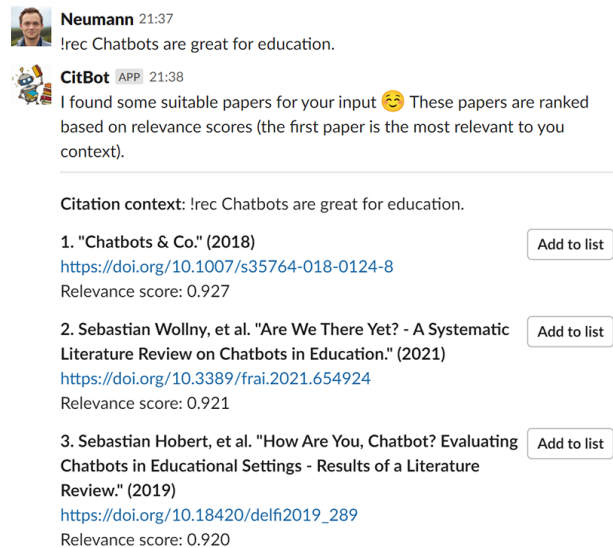 Neumann 21:37
!rec Chatbots are great for education.
CitBot APP 21:38
I found some suitable papers for your input ☺️ These papers are ranked
based on relevance scores (the first paper is the most relevant to you
context).
Citation context: !rec Chatbots are great for education.
1. "Chatbots & Co." (2018)
Add to list
https://doi.org/10.1007/s35764-018-0124-8
Relevance score: 0.927
2. Sebastian Wollny, et al. "Are We There Yet? - A Systematic
Add to list
Literature Review on Chatbots in Education." (2021)
https://doi.org/10.3389/frai.2021.654924
Relevance score: 0.921
3. Sebastian Hobert, et al. "How Are You, Chatbot? Evaluating
Add to list
Chatbots in Educational Settings - Results of a Literature
Review." (2019)
https://doi.org/10.18420/delfi2019_289
Relevance score: 0.920